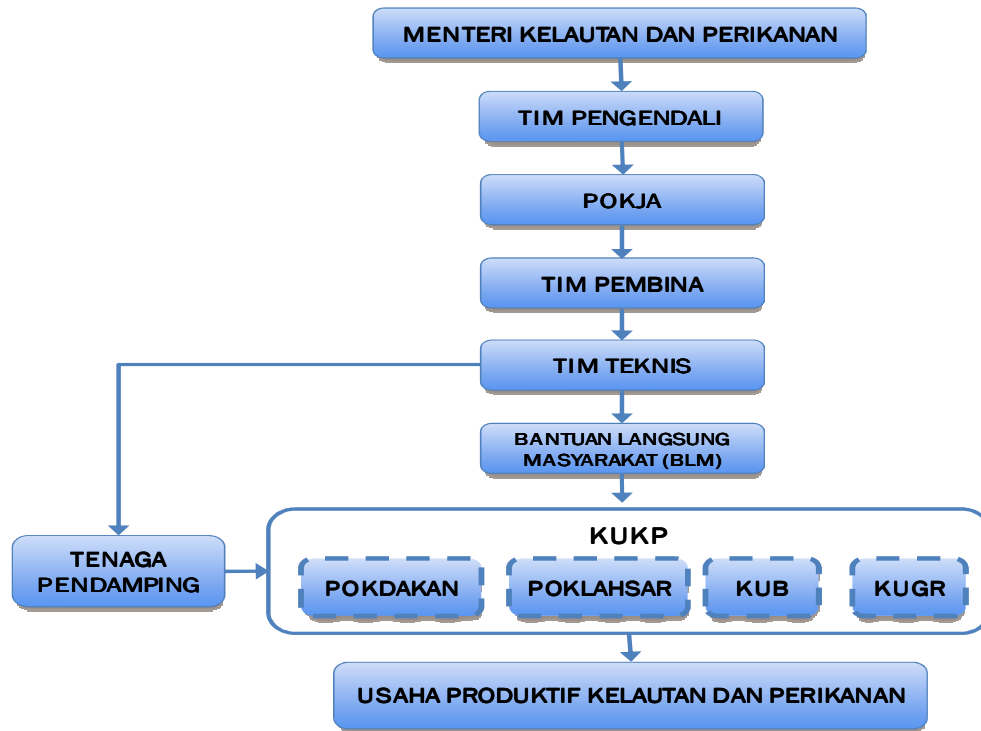 MENTERI KELAUTAN DAN PERIKANAN
TIM PENGENDALI
POKJA
TIM PEMBINA
TIM TEKNIS
BANTUAN LANGSUNG
MASYARAKAT (BLM)
KUKP
TENAGA
PENDAMPING
POKDAKAN
POKLAHSAR
KUB
KUGR
USAHA PRODUKTIF KELAUTAN DAN PERIKANAN